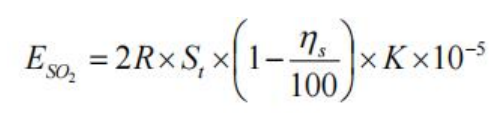 E_{SO_2} = 2R × S_t × (1 − η_s/100) × K × 10^{−5}